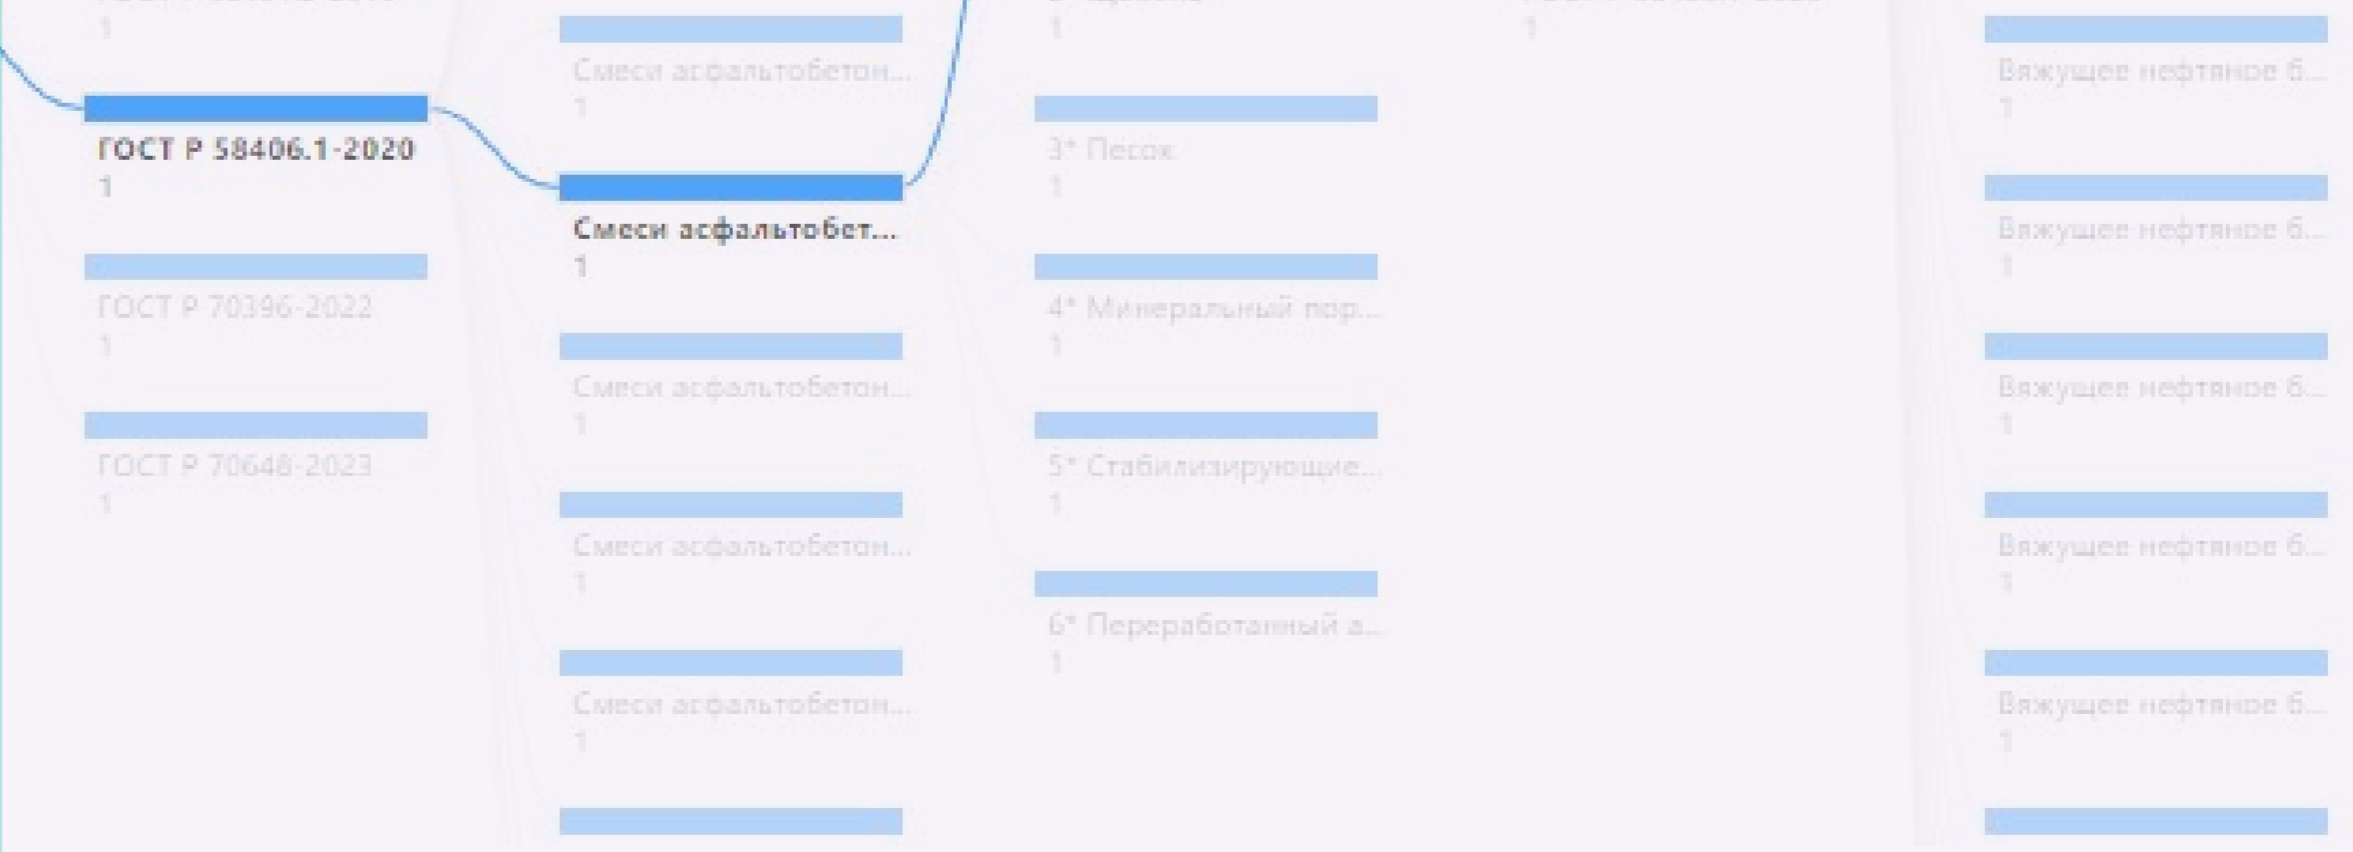 1
ГОСТ Р 58406.1-2020
1
ГОСТ Р 70396-2022
1
ГОСТ Р 70648-2023
1
Смеси асфальтобетон...
1
Смеси асфальтобет...
1
Смеси асфальтобетон...
1
Смеси асфальтобетон...
1
Смеси асфальтобетон...
1
1
3* Песок
1
4* Минеральный пор...
1
5* Стабилизирующие...
1
6* Переработанный а...
1
1
Вяжущее нефтяное б...
1
Вяжущее нефтяное б...
1
Вяжущее нефтяное б...
1
Вяжущее нефтяное б...
1
Вяжущее нефтяное б...
1